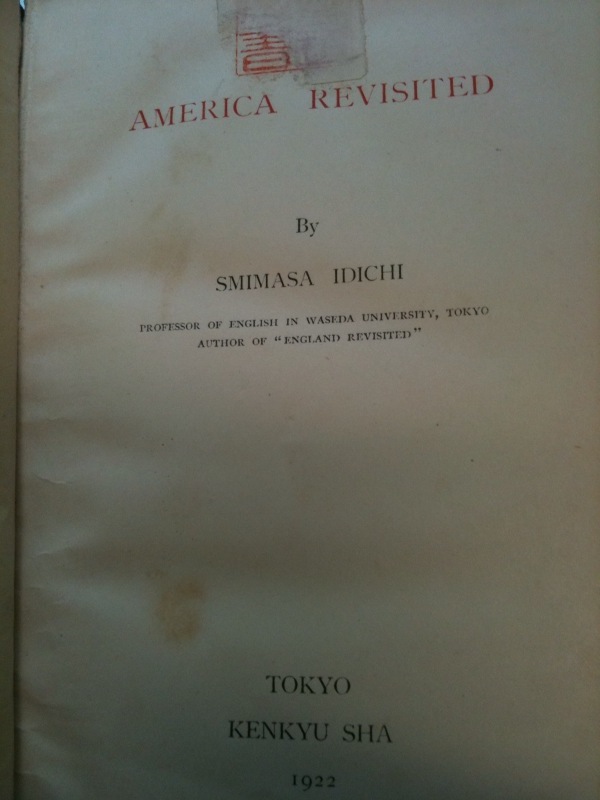 AMERICA REVISITED
By
SMIMASA IDICHI
PROFESSOR OF ENGLISH IN WASEDA UNIVERSITY, TOKYO
AUTHOR OF "ENGLAND REVISITED"
TOKYO
KENKYU SHA
1922